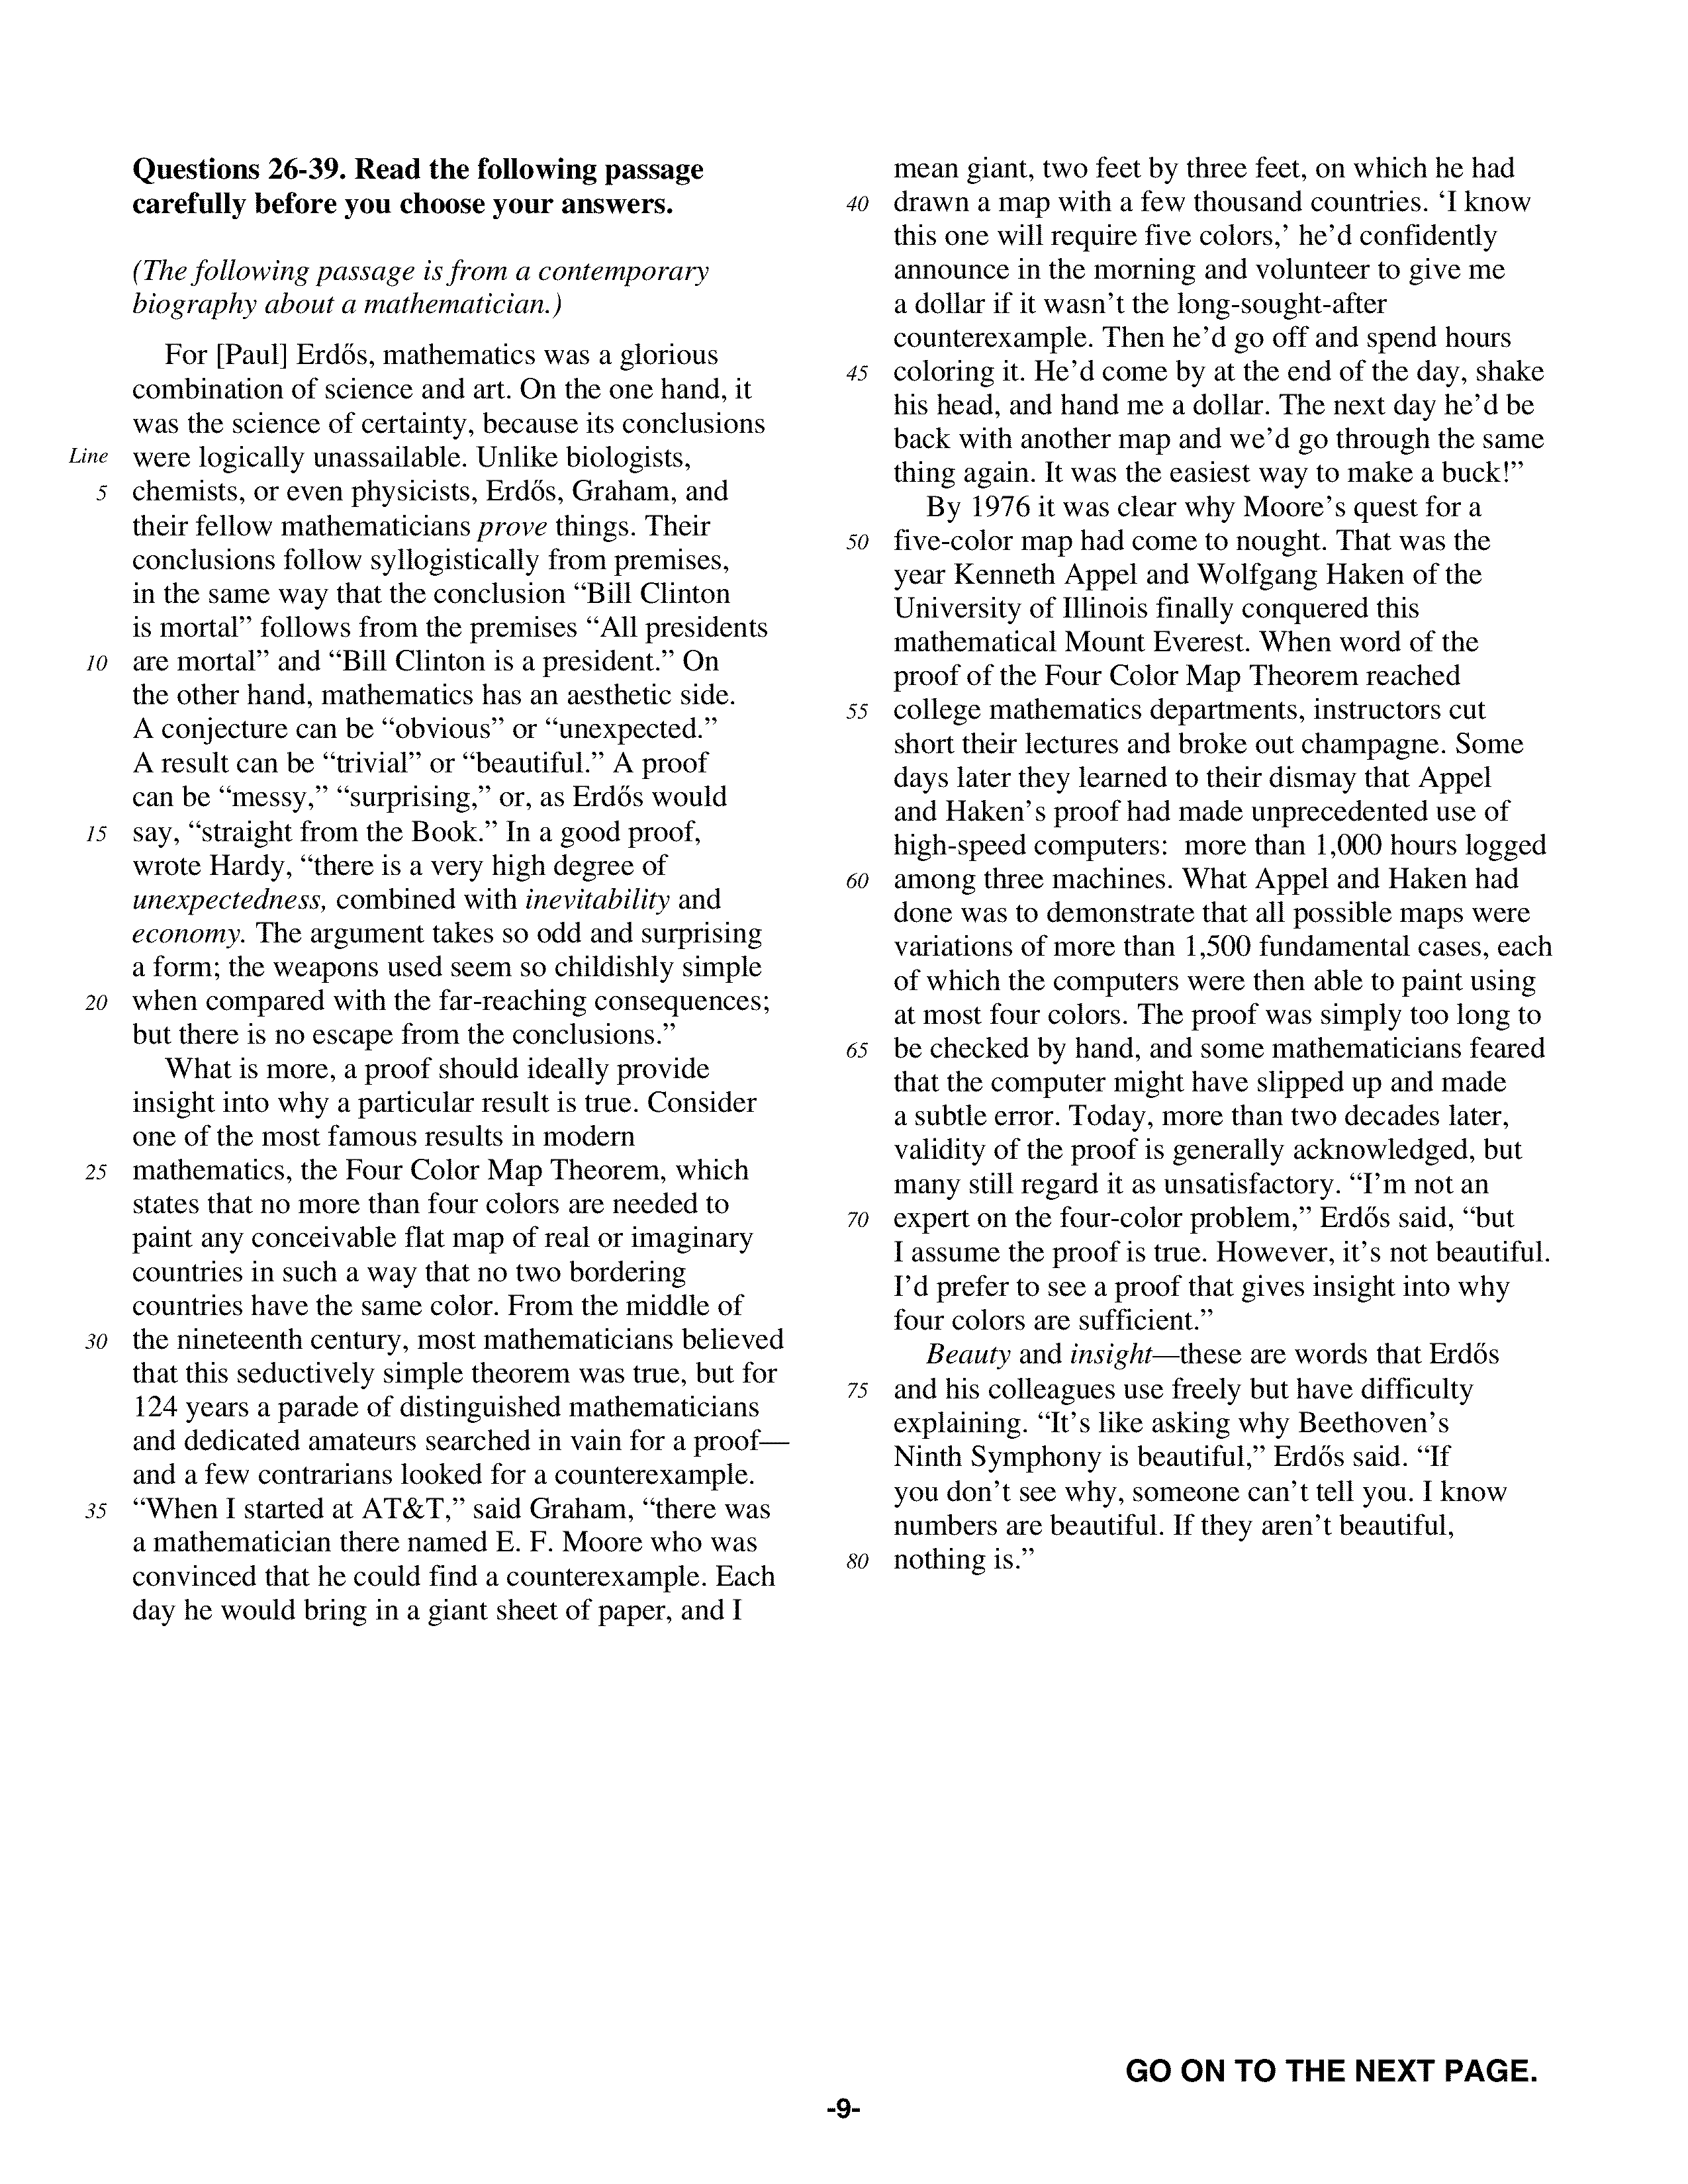 Questions 26-39. Read the following passage
carefully before you choose your answers.
(The following passage is from a contemporary
biography about a mathematician.)
For [Paul] Erdős, mathematics was a glorious
combination of science and art. On the one hand, it
was the science of certainty, because its conclusions
Line were logically unassailable. Unlike biologists,
5 chemists, or even physicists, Erdős, Graham, and
their fellow mathematicians prove things. Their
conclusions follow syllogistically from premises,
in the same way that the conclusion “Bill Clinton
is mortal” follows from the premises “All presidents
10 are mortal” and “Bill Clinton is a president.” On
the other hand, mathematics has an aesthetic side.
A conjecture can be “obvious” or “unexpected.”
A result can be “trivial” or “beautiful.” A proof
can be “messy,” “surprising,” or, as Erdős would
15 say, “straight from the Book.” In a good proof,
wrote Hardy, “there is a very high degree of
unexpectedness, combined with inevitability and
economy. The argument takes so odd and surprising
a form; the weapons used seem so childishly simple
20 when compared with the far-reaching consequences;
but there is no escape from the conclusions.”
What is more, a proof should ideally provide
insight into why a particular result is true. Consider
one of the most famous results in modern
25 mathematics, the Four Color Map Theorem, which
states that no more than four colors are needed to
paint any conceivable flat map of real or imaginary
countries in such a way that no two bordering
countries have the same color. From the middle of
30 the nineteenth century, most mathematicians believed
that this seductively simple theorem was true, but for
124 years a parade of distinguished mathematicians
and dedicated amateurs searched in vain for a proof—
and a few contrarians looked for a counterexample.
35 “When I started at AT&T,” said Graham, “there was
a mathematician there named E. F. Moore who was
convinced that he could find a counterexample. Each
day he would bring in a giant sheet of paper, and I
mean giant, two feet by three feet, on which he had
40 drawn a map with a few thousand countries. ‘I know
this one will require five colors,’ he’d confidently
announce in the morning and volunteer to give me
a dollar if it wasn’t the long-sought-after
counterexample. Then he’d go off and spend hours
45 coloring it. He’d come by at the end of the day, shake
his head, and hand me a dollar. The next day he’d be
back with another map and we’d go through the same
thing again. It was the easiest way to make a buck!”
By 1976 it was clear why Moore’s quest for a
50 five-color map had come to nought. That was the
year Kenneth Appel and Wolfgang Haken of the
University of Illinois finally conquered this
mathematical Mount Everest. When word of the
proof of the Four Color Map Theorem reached
55 college mathematics departments, instructors cut
short their lectures and broke out champagne. Some
days later they learned to their dismay that Appel
and Haken’s proof had made unprecedented use of
high-speed computers: more than 1,000 hours logged
60 among three machines. What Appel and Haken had
done was to demonstrate that all possible maps were
variations of more than 1,500 fundamental cases, each
of which the computers were then able to paint using
at most four colors. The proof was simply too long to
65 be checked by hand, and some mathematicians feared
that the computer might have slipped up and made
a subtle error. Today, more than two decades later,
validity of the proof is generally acknowledged, but
many still regard it as unsatisfactory. “I’m not an
70 expert on the four-color problem,” Erdős said, “but
I assume the proof is true. However, it’s not beautiful.
I’d prefer to see a proof that gives insight into why
four colors are sufficient.”
Beauty and insight—these are words that Erdős
75 and his colleagues use freely but have difficulty
explaining. “It’s like asking why Beethoven’s
Ninth Symphony is beautiful,” Erdős said. “If
you don’t see why, someone can’t tell you. I know
numbers are beautiful. If they aren’t beautiful,
80 nothing is.”
GO ON TO THE NEXT PAGE.
-9-